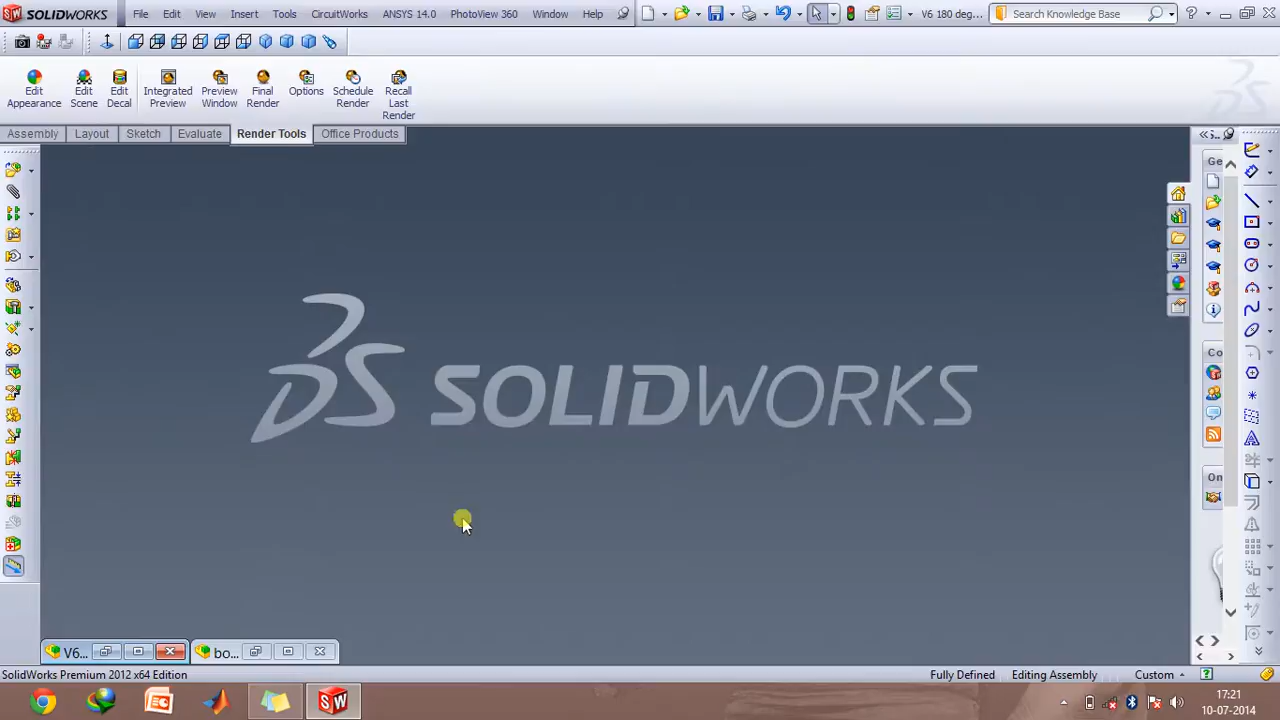 SOLIDWORKS File Edit View Insert Tools CircuitWorks ANSYS 14.0 PhotoView 360 Window Help V6 180 deg... Search Knowledge Base ?
Edit Appearance
Edit Scene
Edit Decal
Integrated Preview
Preview Window
Final Render
Options
Schedule Render
Recall Last Render
Assembly Layout Sketch Evaluate Render Tools Office Products
Ge
SOLIDWORKS
Co
On
V6... bo...
SolidWorks Premium 2012 x64 Edition Fully Defined Editing Assembly Custom ?
17:21
10-07-2014